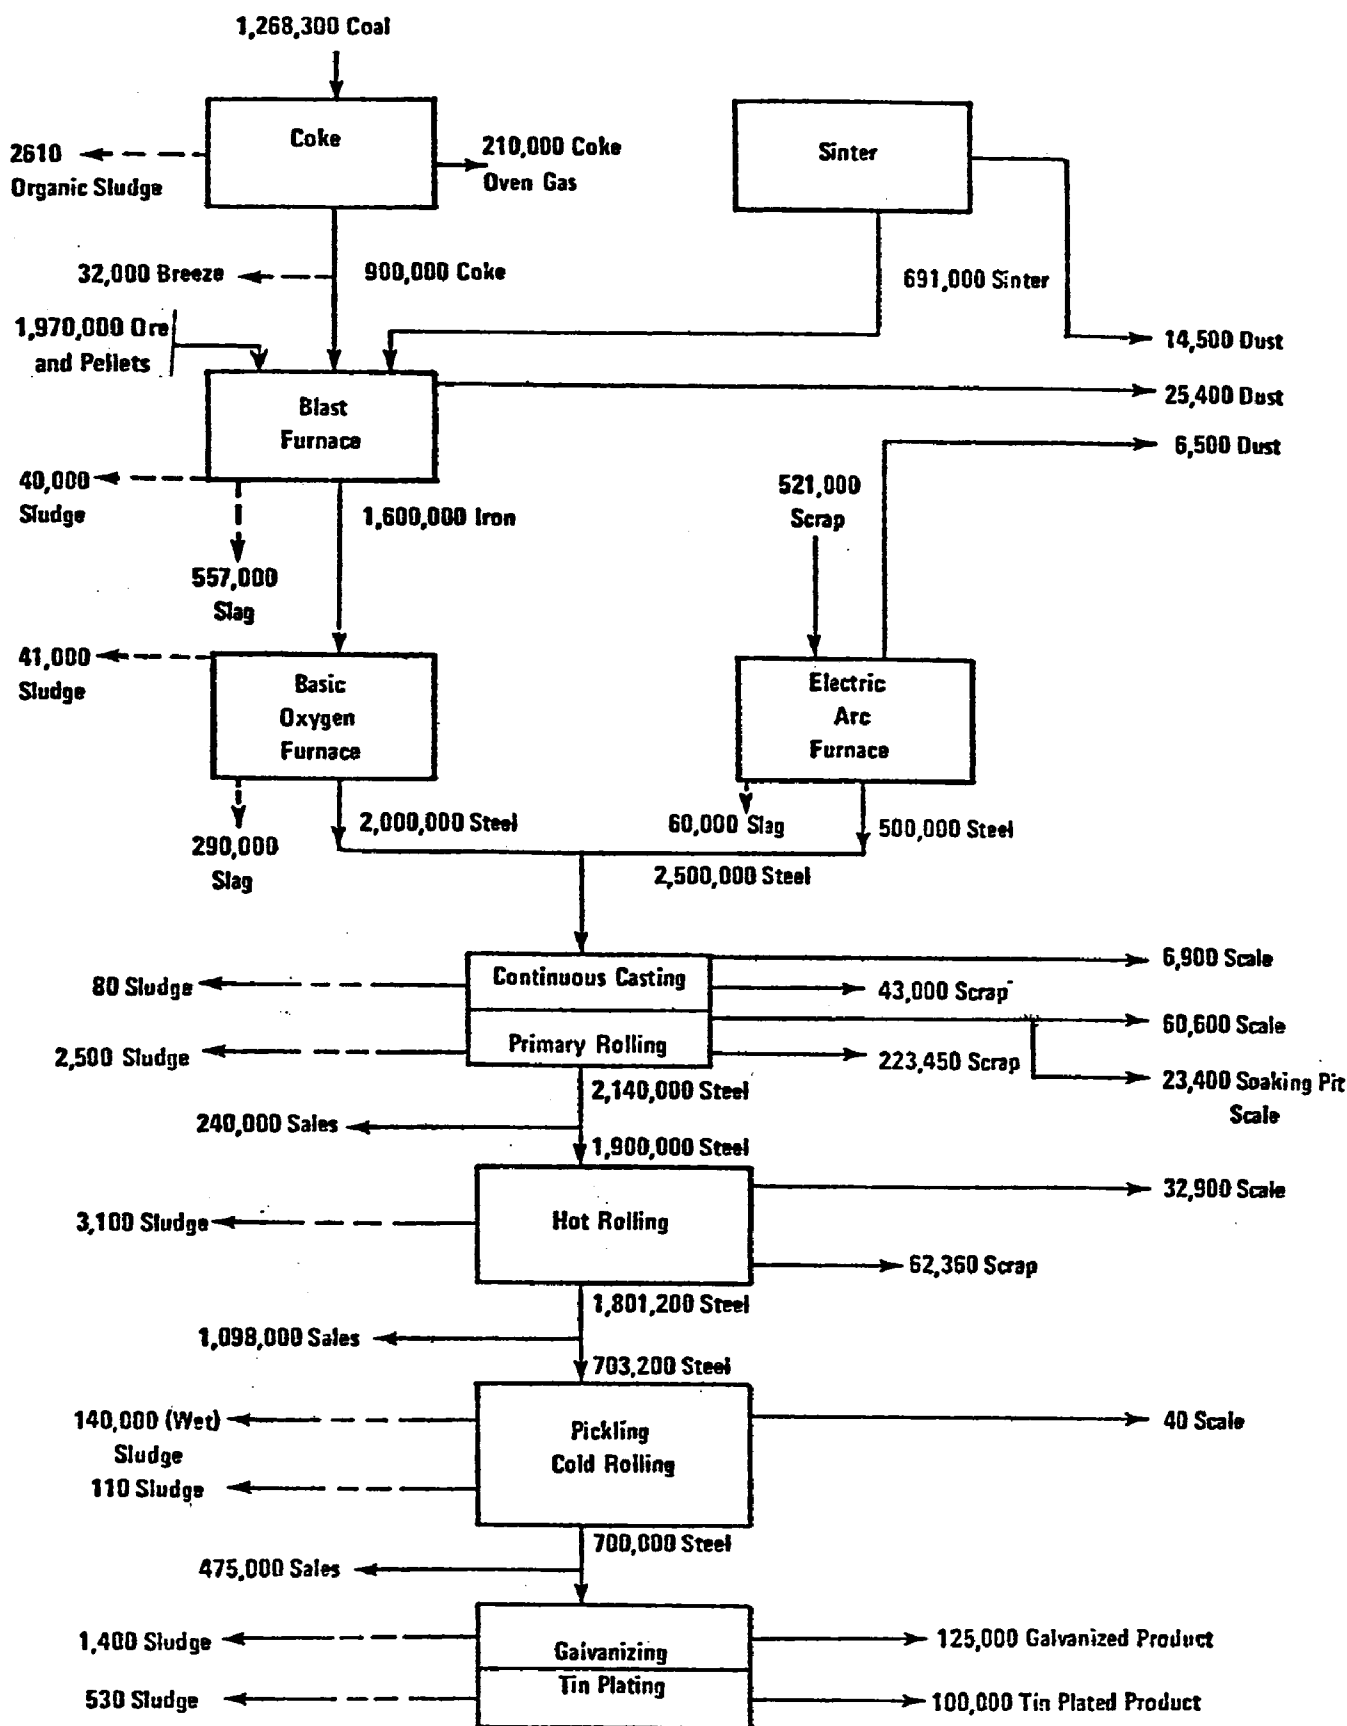 1,268,300 Coal
Coke
Sinter
2610
Organic Sludge
210,000 Coke
Oven Gas
32,000 Breeze
900,000 Coke
691,000 Sinter
1,970,000 Ore
and Pellets
14,500 Dust
Blast
Furnace
25,400 Dust
6,500 Dust
40,000
Sludge
521,000
Scrap
1,600,000 Iron
557,000
Slag
41,000
Sludge
Basic
Oxygen
Furnace
Electric
Arc
Furnace
290,000
Slag
2,000,000 Steel
60,000 Slag
500,000 Steel
2,500,000 Steel
80 Sludge
Continuous Casting
6,900 Scale
43,000 Scrap
2,500 Sludge
Primary Rolling
60,600 Scale
223,450 Scrap
23,400 Soaking Pit
Scale
2,140,000 Steel
240,000 Sales
1,900,000 Steel
3,100 Sludge
Hot Rolling
32,900 Scale
62,360 Scrap
1,801,200 Steel
1,098,000 Sales
703,200 Steel
140,000 (Wet)
Sludge
110 Sludge
Pickling
Cold Rolling
40 Scale
700,000 Steel
475,000 Sales
1,400 Sludge
Galvanizing
125,000 Galvanized Product
530 Sludge
Tin Plating
100,000 Tin Plated Product